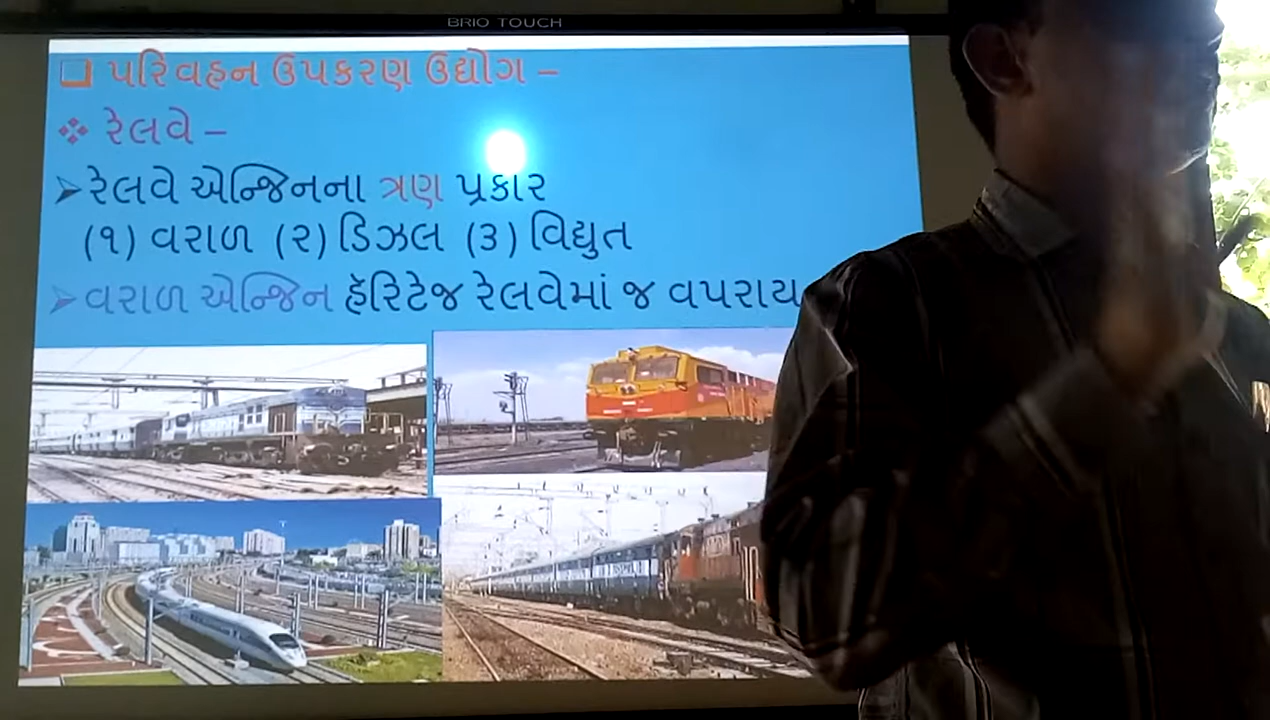 BRIO TOUCH
❑ પરિવહન ઉપકરણ ઉદ્યોગ –
❖ રેલવે –
➢ રેલવે એન્જિનના ત્રણ પ્રકાર
(૧) વરાળ (૨) ડિઝલ (૩) વિદ્યુત
➢ વરાળ એન્જિન હૅરિટેજ રેલવેમાં જ વપરાય